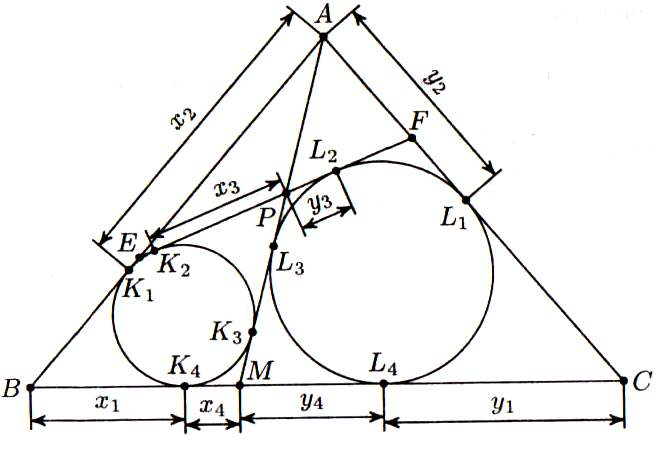 A
x₂
y₂
F
L₂
x₃
P
y₃
L₁
E
K₂
L₃
K₁
K₃
K₄
M
L₄
B
C
x₁
x₄
y₄
y₁